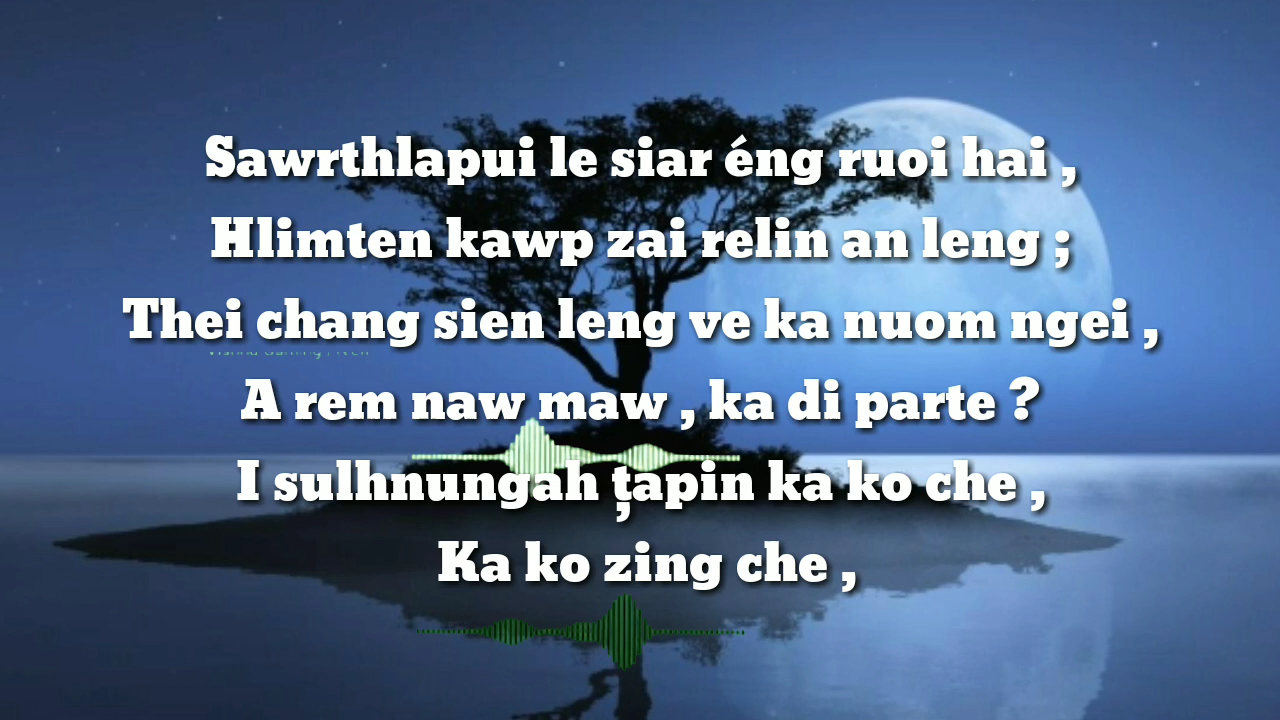 Sawrthlapui le siar éng ruoi hai ,
Hlimten kawp zai relin an leng ;
Thei chang sien leng ve ka nuom ngei ,
A rem naw maw , ka di parte ?
I sulhnungah ţapin ka ko che ,
Ka ko zing che ,